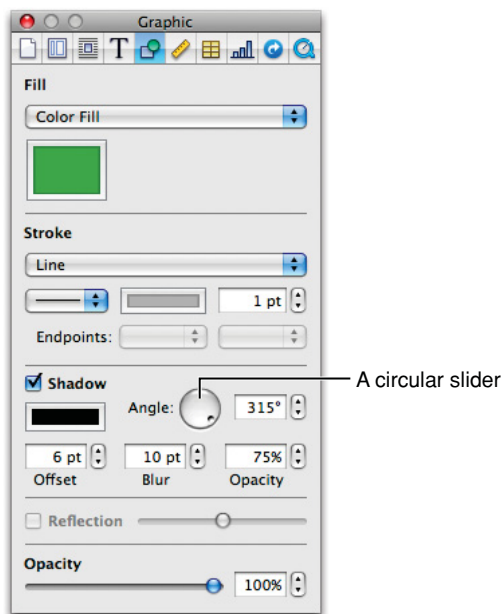 Graphic
T
Fill
Color Fill
Stroke
Line
1 pt
Endpoints:
Shadow
Angle:
315°
A circular slider
6 pt
10 pt
75%
Offset
Blur
Opacity
Reflection
Opacity
100%